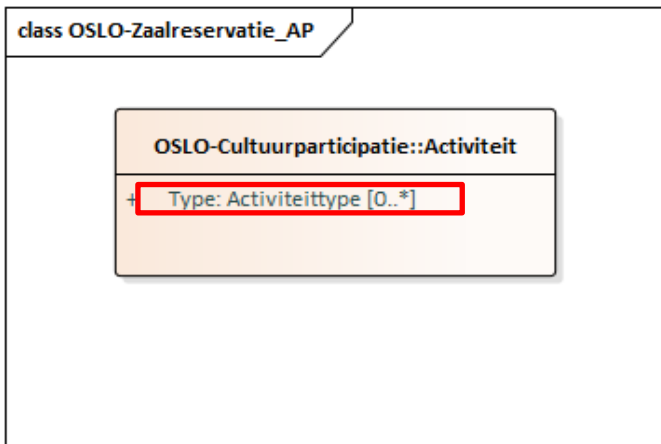 class OSLO-Zaalreservatie_AP
OSLO-Cultuurparticipatie::Activiteit
+ Type: Activiteittype [0..*]